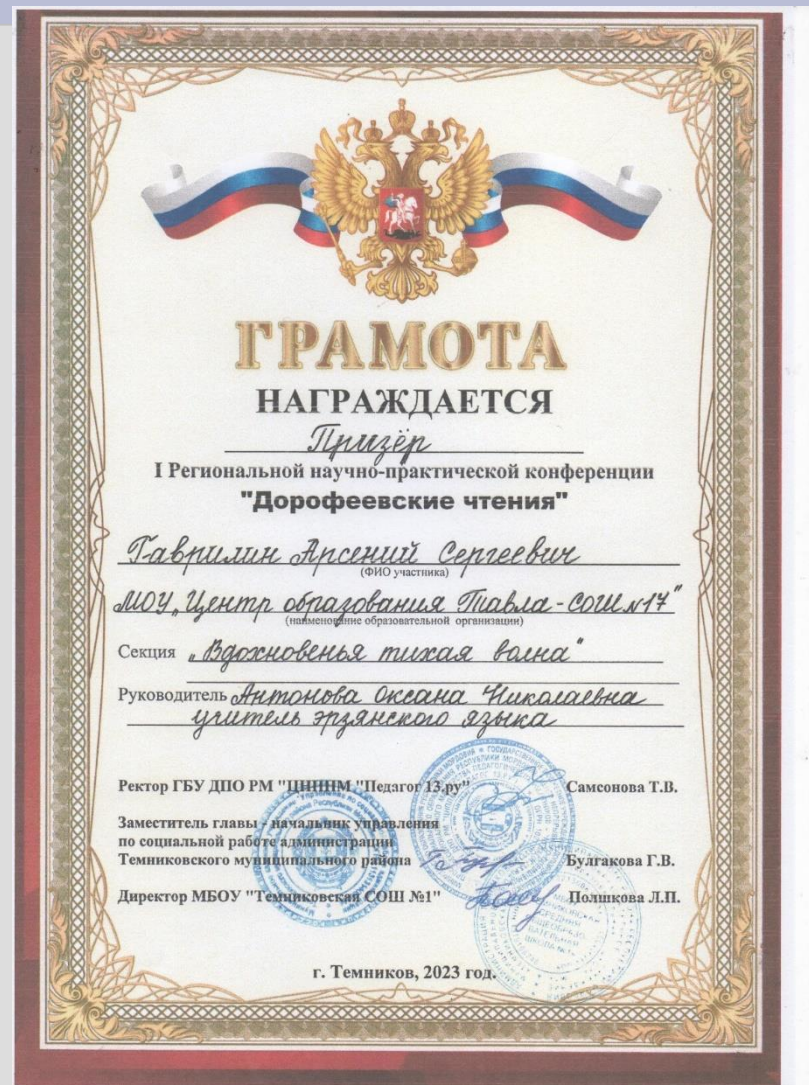 ГРАМОТА
НАГРАЖДАЕТСЯ
Призёр
I Региональной научно-практической конференции
"Дорофеевские чтения"
Гаврилин Арсений Сергеевич
(ФИО участника)
МОУ "Центр образования Тавла - СОШ №17"
(наименование образовательной организации)
Секция „Вдохновенья тихая волна"
Руководитель Антонова Оксана Николаевна
учитель эрзянского языка
Ректор ГБУ ДПО РМ "ЦНППМ "Педагог 13.ру" Самсонова Т.В.
Заместитель главы - начальник управления
по социальной работе администрации
Темниковского муниципального района Булгакова Г.В.
Директор МБОУ "Темниковская СОШ №1" Полшкова Л.П.
г. Темников, 2023 год.